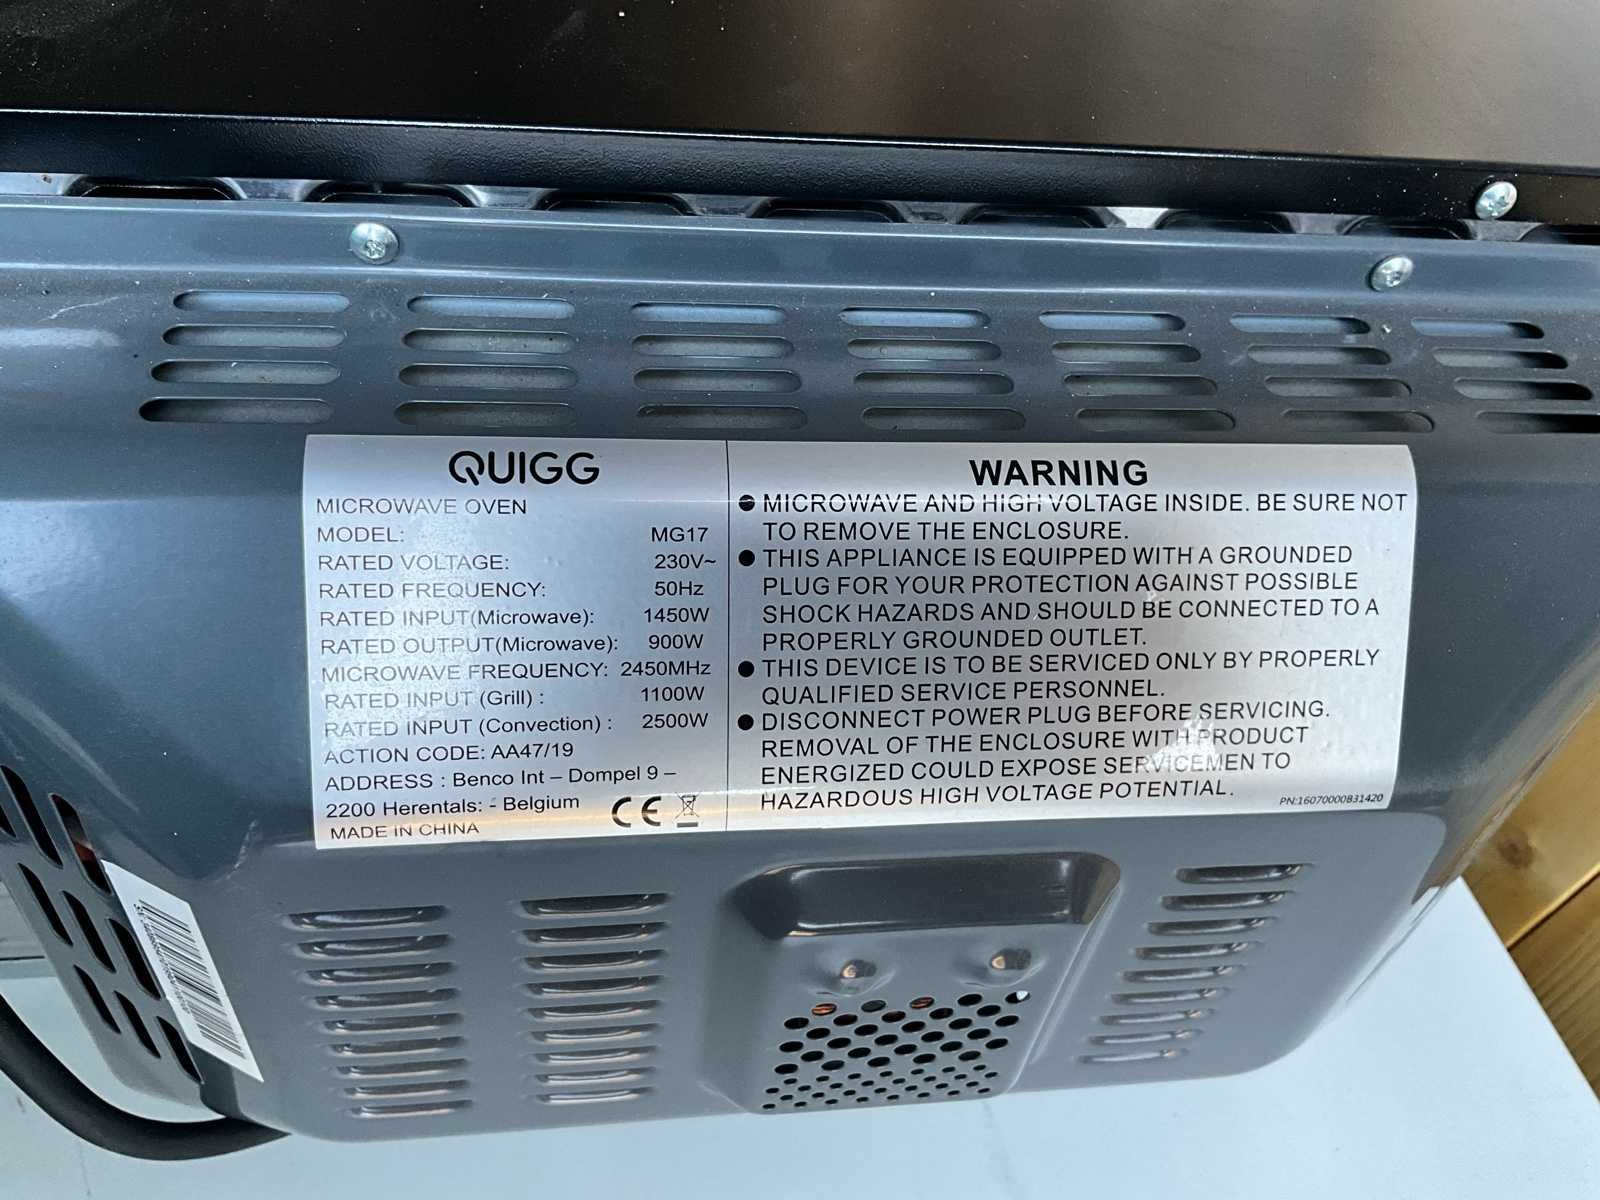 QUIGG
MICROWAVE OVEN
MODEL: MG17
RATED VOLTAGE: 230V~
RATED FREQUENCY: 50Hz
RATED INPUT(Microwave): 1450W
RATED OUTPUT(Microwave): 900W
MICROWAVE FREQUENCY: 2450MHz
RATED INPUT (Grill) : 1100W
RATED INPUT (Convection) : 2500W
ACTION CODE: AA47/19
ADDRESS : Benco Int – Dompel 9 –
2200 Herentals: - Belgium
CE
MADE IN CHINA
WARNING
● MICROWAVE AND HIGH VOLTAGE INSIDE. BE SURE NOT
TO REMOVE THE ENCLOSURE.
● THIS APPLIANCE IS EQUIPPED WITH A GROUNDED
PLUG FOR YOUR PROTECTION AGAINST POSSIBLE
SHOCK HAZARDS AND SHOULD BE CONNECTED TO A
PROPERLY GROUNDED OUTLET.
● THIS DEVICE IS TO BE SERVICED ONLY BY PROPERLY
QUALIFIED SERVICE PERSONNEL.
● DISCONNECT POWER PLUG BEFORE SERVICING.
REMOVAL OF THE ENCLOSURE WITH PRODUCT
ENERGIZED COULD EXPOSE SERVICEMEN TO
HAZARDOUS HIGH VOLTAGE POTENTIAL.
PN:16070000831420